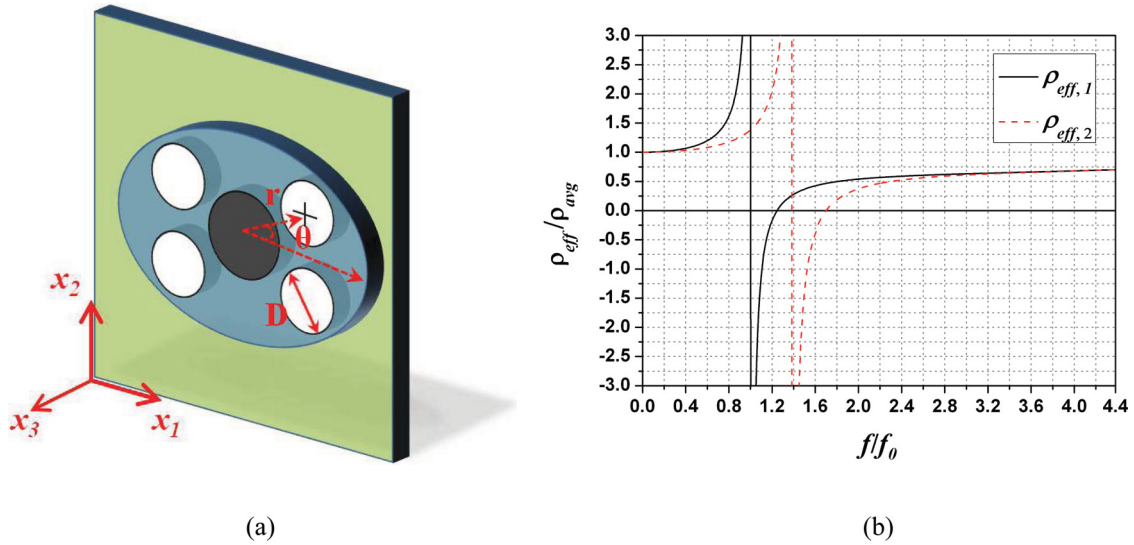 r
θ
D
x₂
x₃
x₁
(a)
3.0
2.5
2.0
1.5
1.0
0.5
0.0
-0.5
-1.0
-1.5
-2.0
-2.5
-3.0
ρeff/ρavg
ρeff, 1
ρeff, 2
0.0 0.4 0.8 1.2 1.6 2.0 2.4 2.8 3.2 3.6 4.0 4.4
f/f₀
(b)